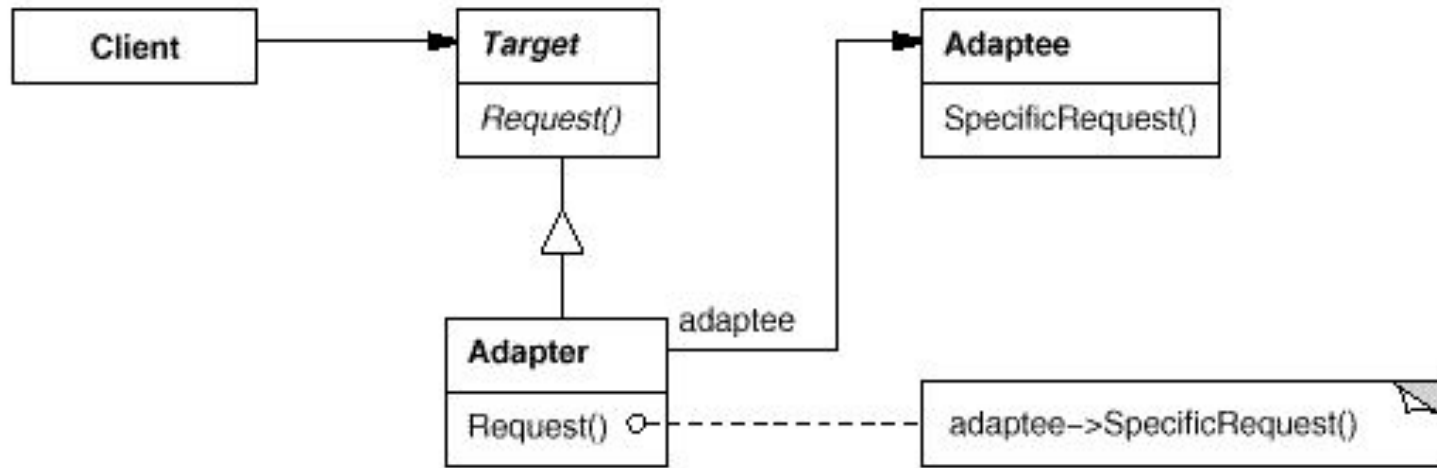 Client
Target
Request()
Adaptee
SpecificRequest()
adaptee
Adapter
Request()
adaptee–>SpecificRequest()